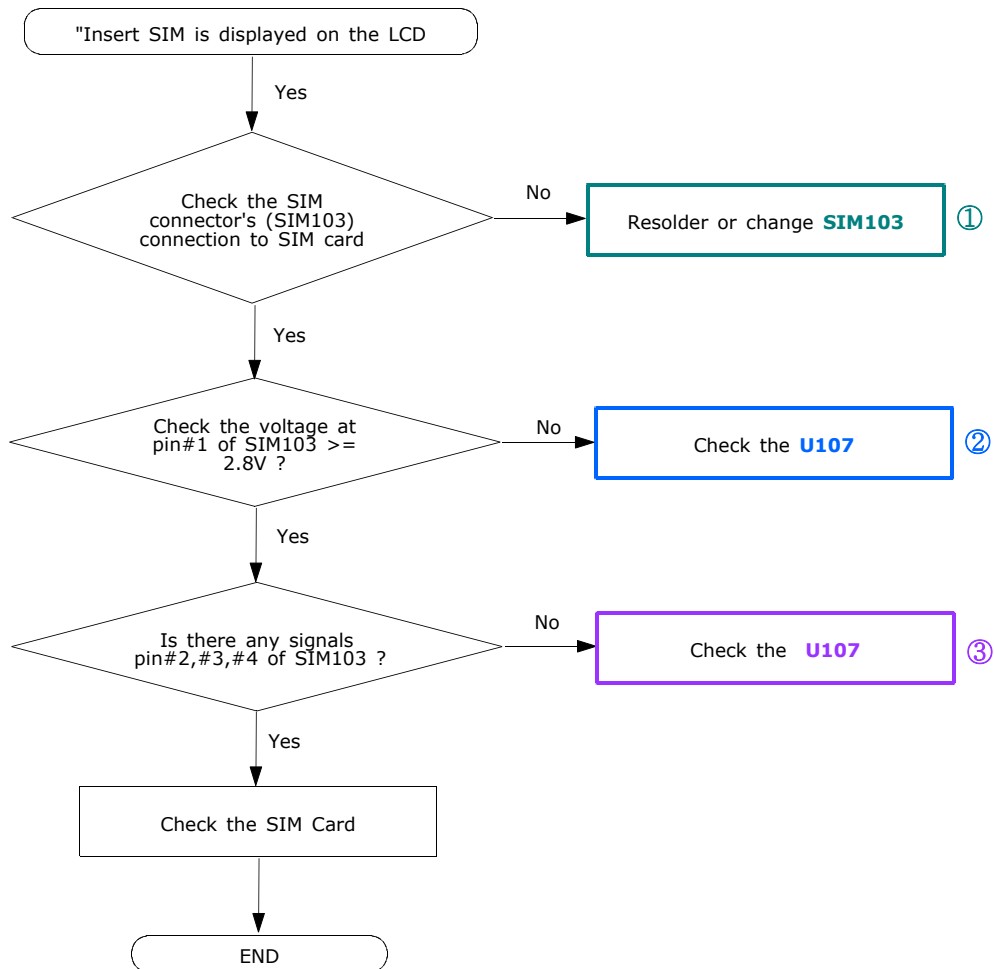 "Insert SIM is displayed on the LCD
Yes
Check the SIM
connector's (SIM103)
connection to SIM card
No
Resolder or change SIM103
①
Yes
Check the voltage at
pin#1 of SIM103 >=
2.8V ?
No
Check the U107
②
Yes
Is there any signals
pin#2,#3,#4 of SIM103 ?
No
Check the U107
③
Yes
Check the SIM Card
END